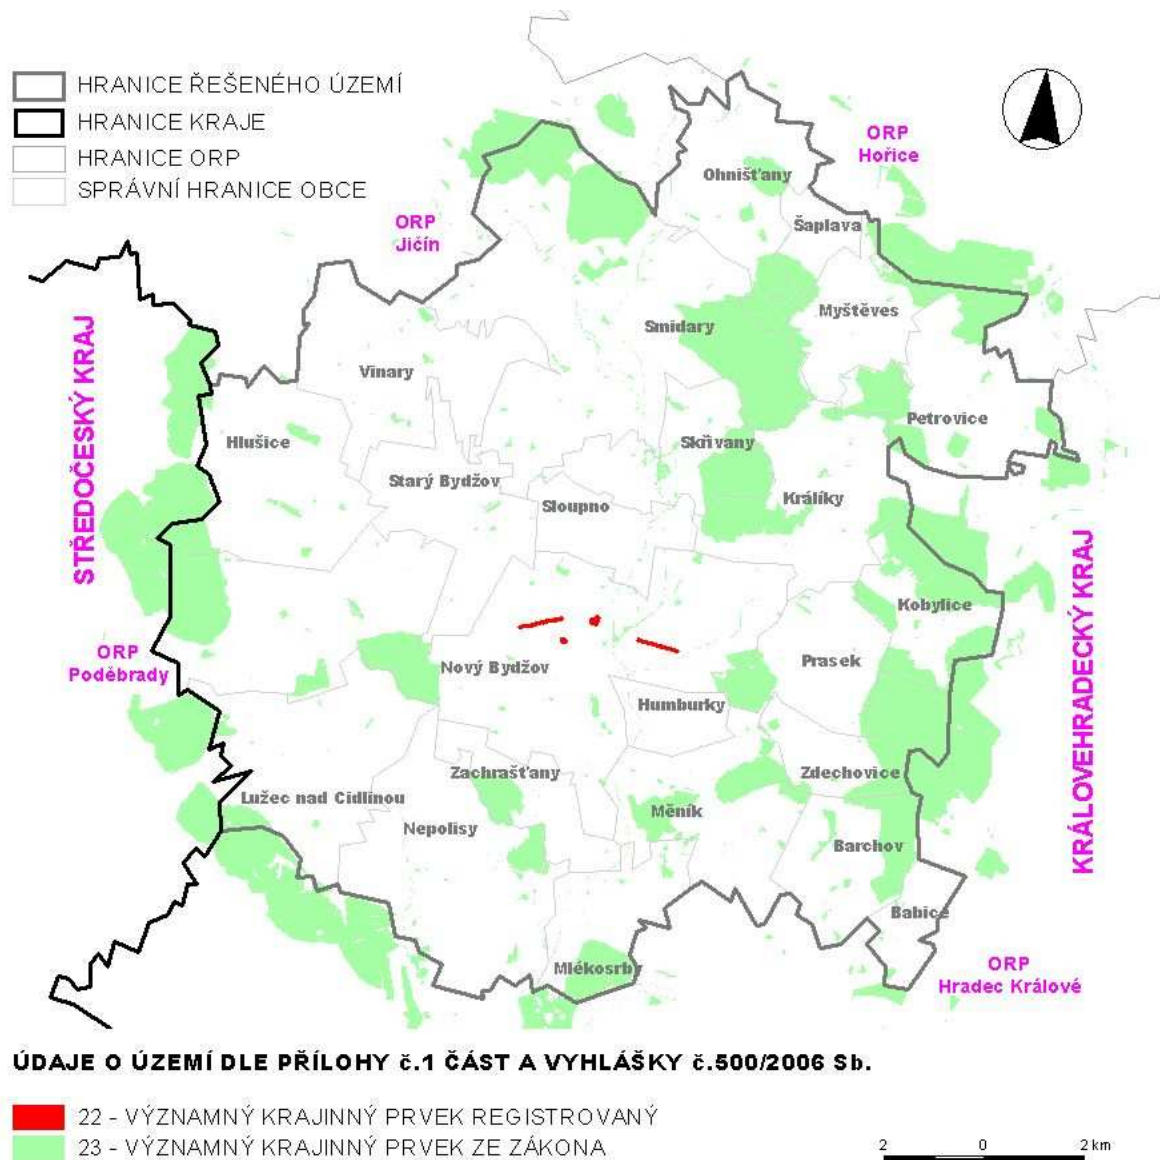 HRANICE ŘEŠENÉHO ÚZEMÍ
HRANICE KRAJE
HRANICE ORP
SPRÁVNÍ HRANICE OBCE
ORP
Hořice
Ohnišťany
ORP
Jičín
Šaplava
Myštěves
Smidary
STŘEDOČESKÝ KRAJ
Vinary
Petrovice
Hlušice
Skřivany
Starý Bydžov
Sloupno
Králíky
KRÁLOVEHRADECKÝ KRAJ
Kobylice
ORP
Poděbrady
Nový Bydžov
Prasek
Humburky
Zachrašťany
Zdechovice
Lužec nad Cidlinou
Nepolisy
Měník
Barchov
Babice
Mlékosrby
ORP
Hradec Králové
ÚDAJE O ÚZEMÍ DLE PŘÍLOHY č.1 ČÁST A VYHLÁŠKY č.500/2006 Sb.
22 - VÝZNAMNÝ KRAJINNÝ PRVEK REGISTROVANÝ
23 - VÝZNAMNÝ KRAJINNÝ PRVEK ZE ZÁKONA
2 0 2 km